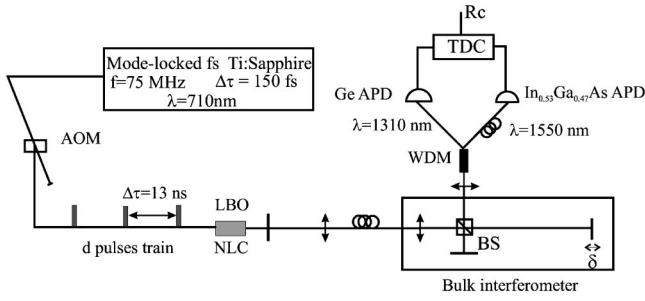 Rc
TDC
Mode-locked fs Ti:Sapphire
f=75 MHz Δτ = 150 fs
λ=710nm
Ge APD
In0.53Ga0.47As APD
λ=1310 nm
λ=1550 nm
AOM
WDM
Δτ=13 ns
LBO
d pulses train
NLC
BS
δ
Bulk interferometer